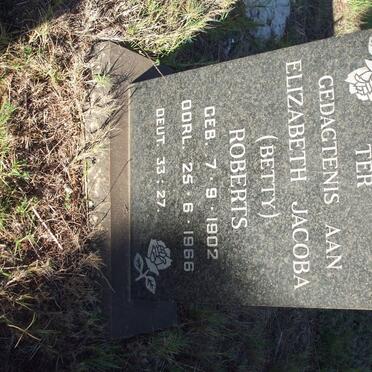 TER
GEDAGTENIS AAN
ELIZABETH JACOBA
(BETTY)
ROBERTS
GEB. 7·9·1902
OORL. 25·6·1966
DEUT. 33:27.